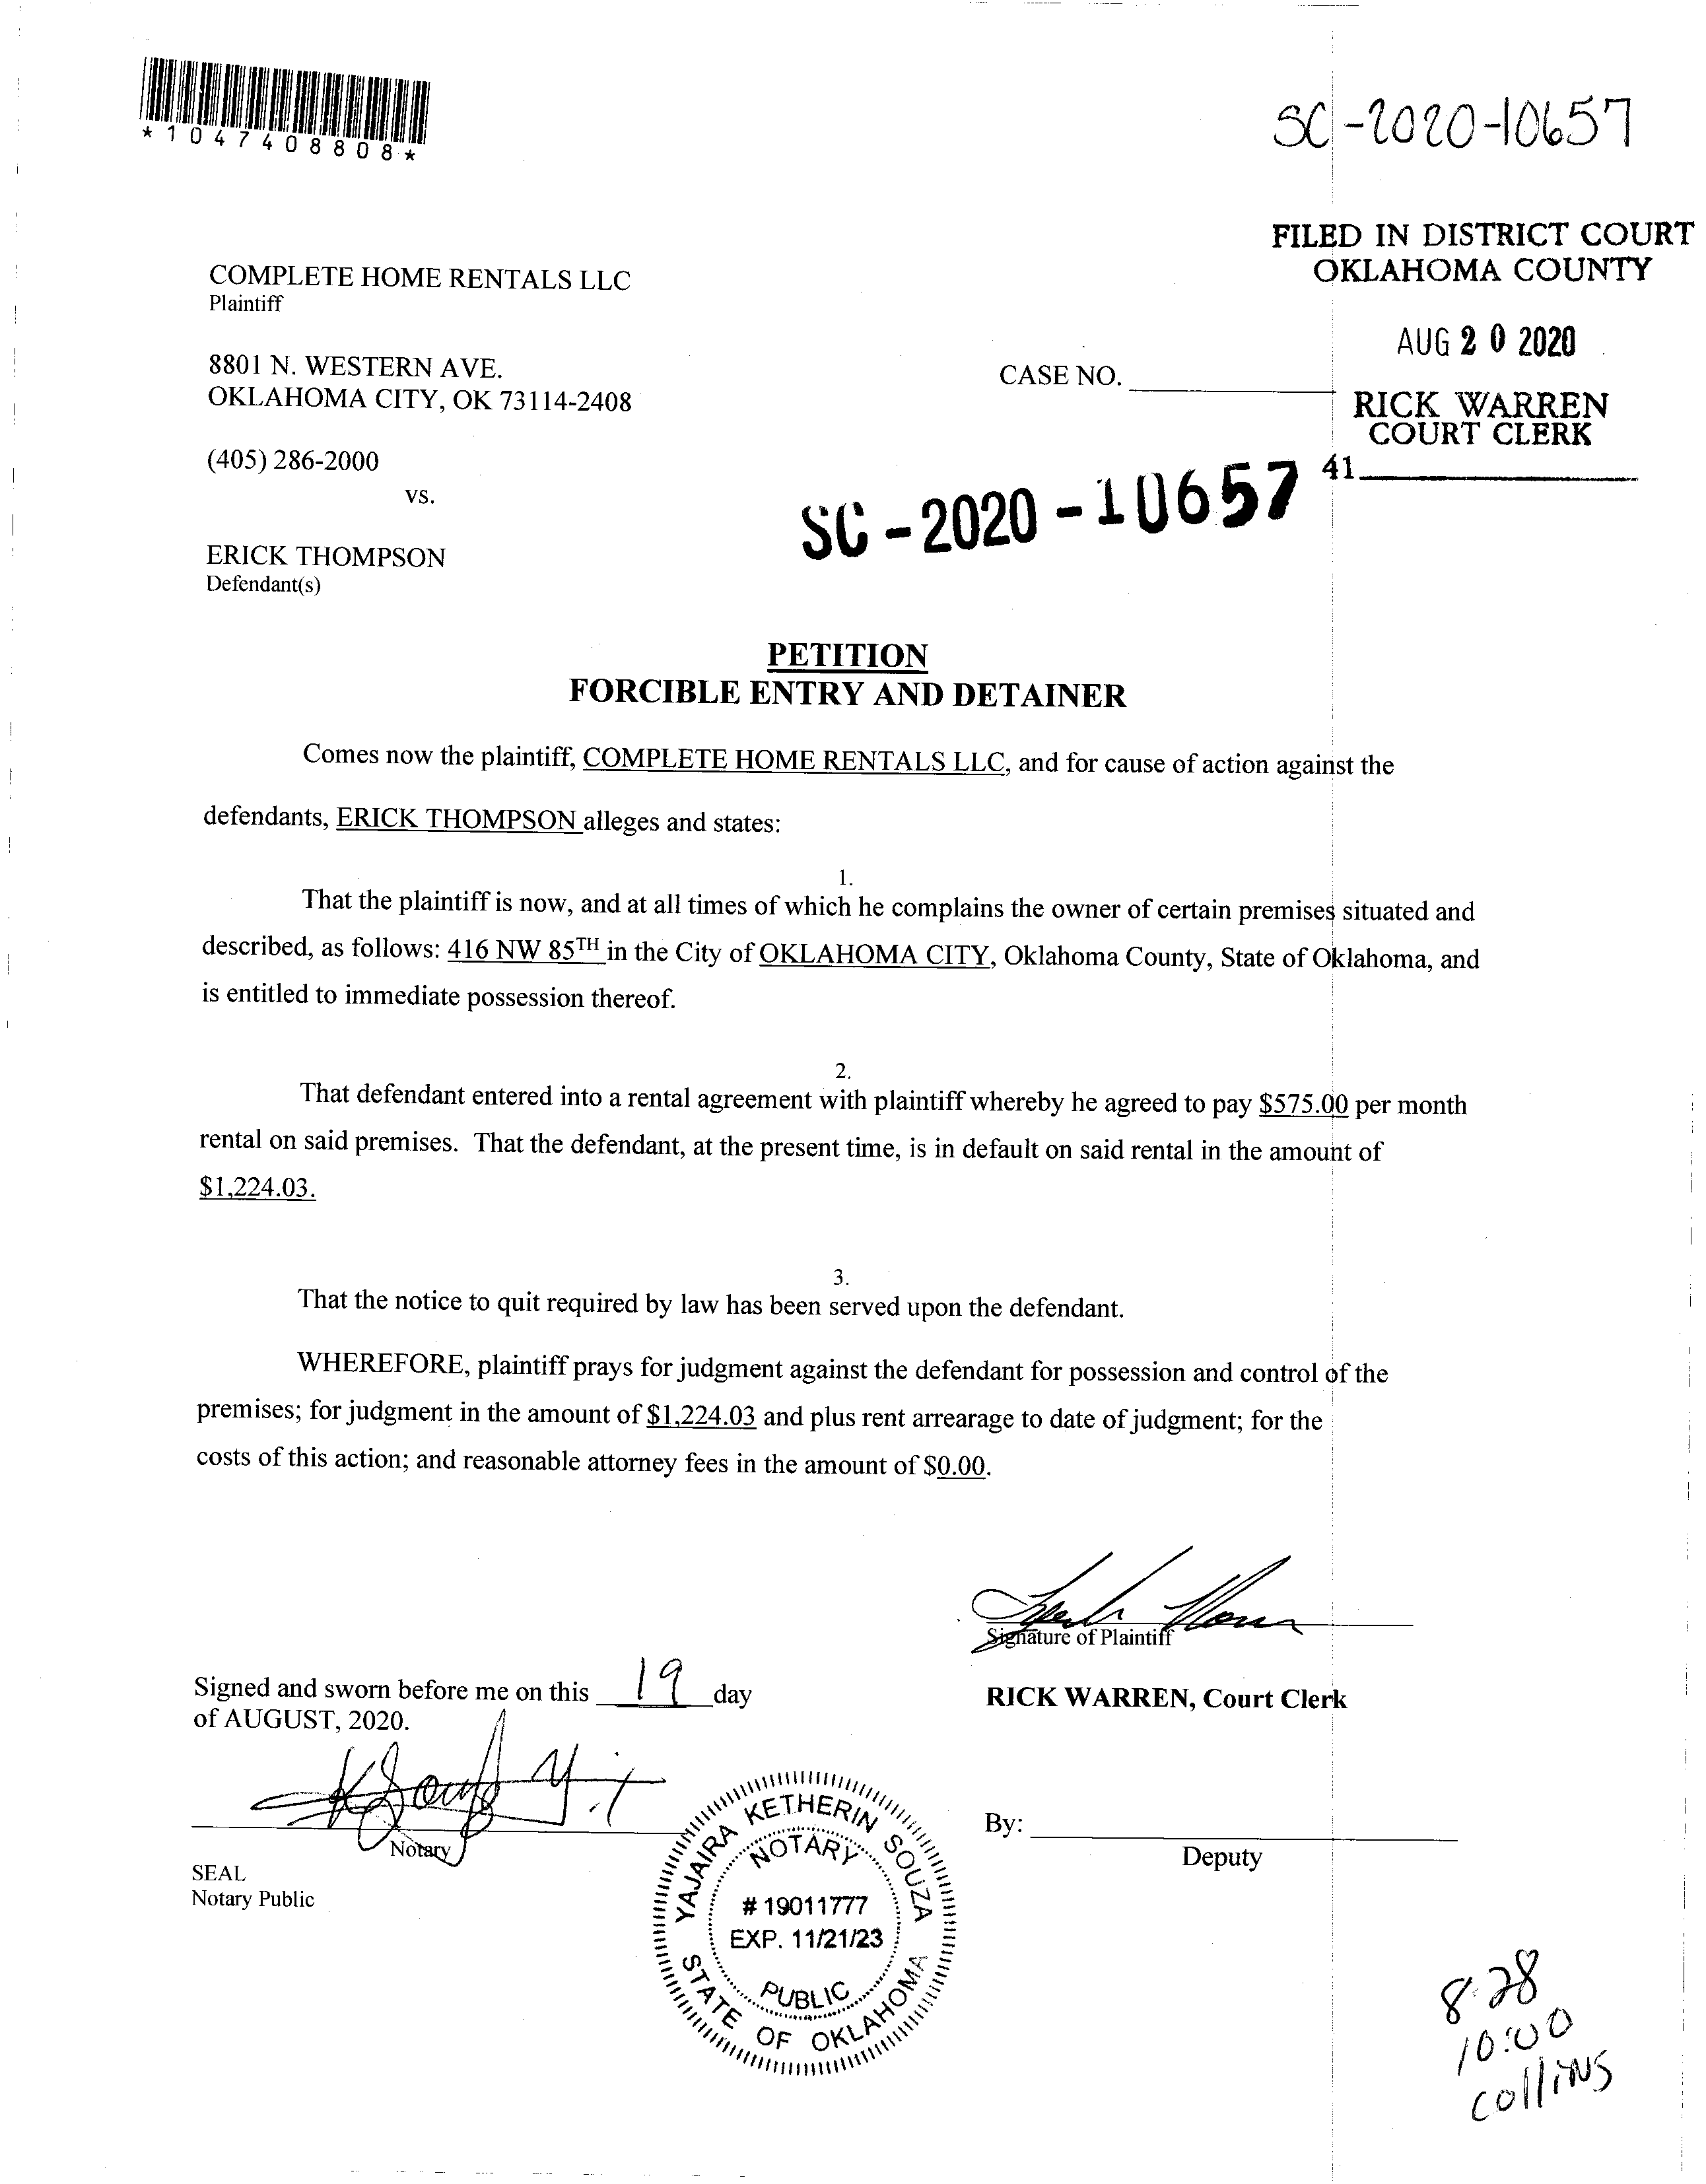 *1047408808*
SC-2020-10657
FILED IN DISTRICT COURT
OKLAHOMA COUNTY
AUG 20 2020
RICK WARREN
COURT CLERK
41
COMPLETE HOME RENTALS LLC
Plaintiff
8801 N. WESTERN AVE.
OKLAHOMA CITY, OK 73114-2408
CASE NO.
(405) 286-2000
vs.
SC-2020-10657
ERICK THOMPSON
Defendant(s)
PETITION
FORCIBLE ENTRY AND DETAINER
Comes now the plaintiff, COMPLETE HOME RENTALS LLC, and for cause of action against the
defendants, ERICK THOMPSON alleges and states:
1.
That the plaintiff is now, and at all times of which he complains the owner of certain premises situated and
described, as follows: 416 NW 85TH in the City of OKLAHOMA CITY, Oklahoma County, State of Oklahoma, and
is entitled to immediate possession thereof.
2.
That defendant entered into a rental agreement with plaintiff whereby he agreed to pay $575.00 per month
rental on said premises. That the defendant, at the present time, is in default on said rental in the amount of
$1,224.03.
3.
That the notice to quit required by law has been served upon the defendant.
WHEREFORE, plaintiff prays for judgment against the defendant for possession and control of the
premises; for judgment in the amount of $1,224.03 and plus rent arrearage to date of judgment; for the
costs of this action; and reasonable attorney fees in the amount of $0.00.
Signature of Plaintiff
Signed and sworn before me on this 19 day
of AUGUST, 2020.
RICK WARREN, Court Clerk
Notary
By:
Deputy
SEAL
Notary Public
YAJAIRA KETHERIN SOUZA
NOTARY
# 19011777
EXP. 11/21/23
PUBLIC
STATE OF OKLAHOMA
8-28
10:00
Collins